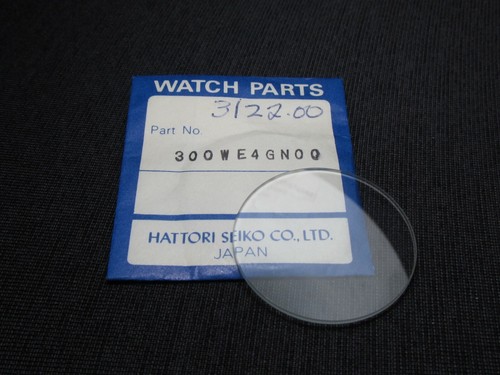 WATCH PARTS
3122.00
Part No.
300WE4GN00
HATTORI SEIKO CO., LTD.
JAPAN